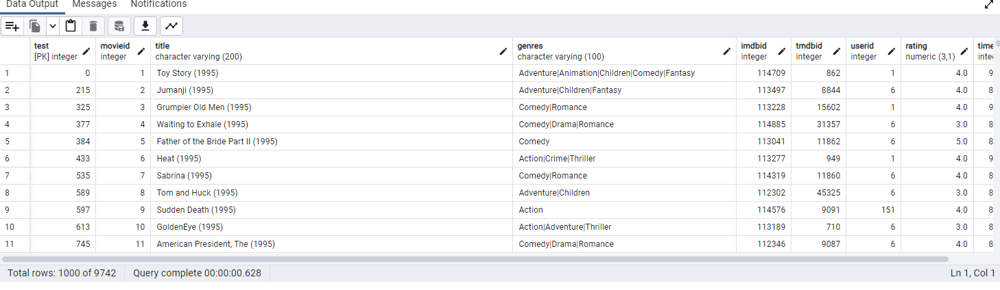 Data Output Messages Notifications
test movieid title genres imdbid tmdbid userid rating time
[PK] integer integer character varying (200) character varying (100) integer integer integer numeric (3,1) integ
1 0 1 Toy Story (1995) Adventure|Animation|Children|Comedy|Fantasy 114709 862 1 4.0 9
2 215 2 Jumanji (1995) Adventure|Children|Fantasy 113497 8844 6 4.0 8
3 325 3 Grumpier Old Men (1995) Comedy|Romance 113228 15602 1 4.0 9
4 377 4 Waiting to Exhale (1995) Comedy|Drama|Romance 114885 31357 6 3.0 8
5 384 5 Father of the Bride Part II (1995) Comedy 113041 11862 6 5.0 8
6 433 6 Heat (1995) Action|Crime|Thriller 113277 949 1 4.0 9
7 535 7 Sabrina (1995) Comedy|Romance 114319 11860 6 4.0 8
8 589 8 Tom and Huck (1995) Adventure|Children 112302 45325 6 3.0 8
9 597 9 Sudden Death (1995) Action 114576 9091 151 4.0 8
10 613 10 GoldenEye (1995) Action|Adventure|Thriller 113189 710 6 3.0 8
11 745 11 American President, The (1995) Comedy|Drama|Romance 112346 9087 6 4.0 8
Total rows: 1000 of 9742 Query complete 00:00:00.628 Ln 1, Col 1